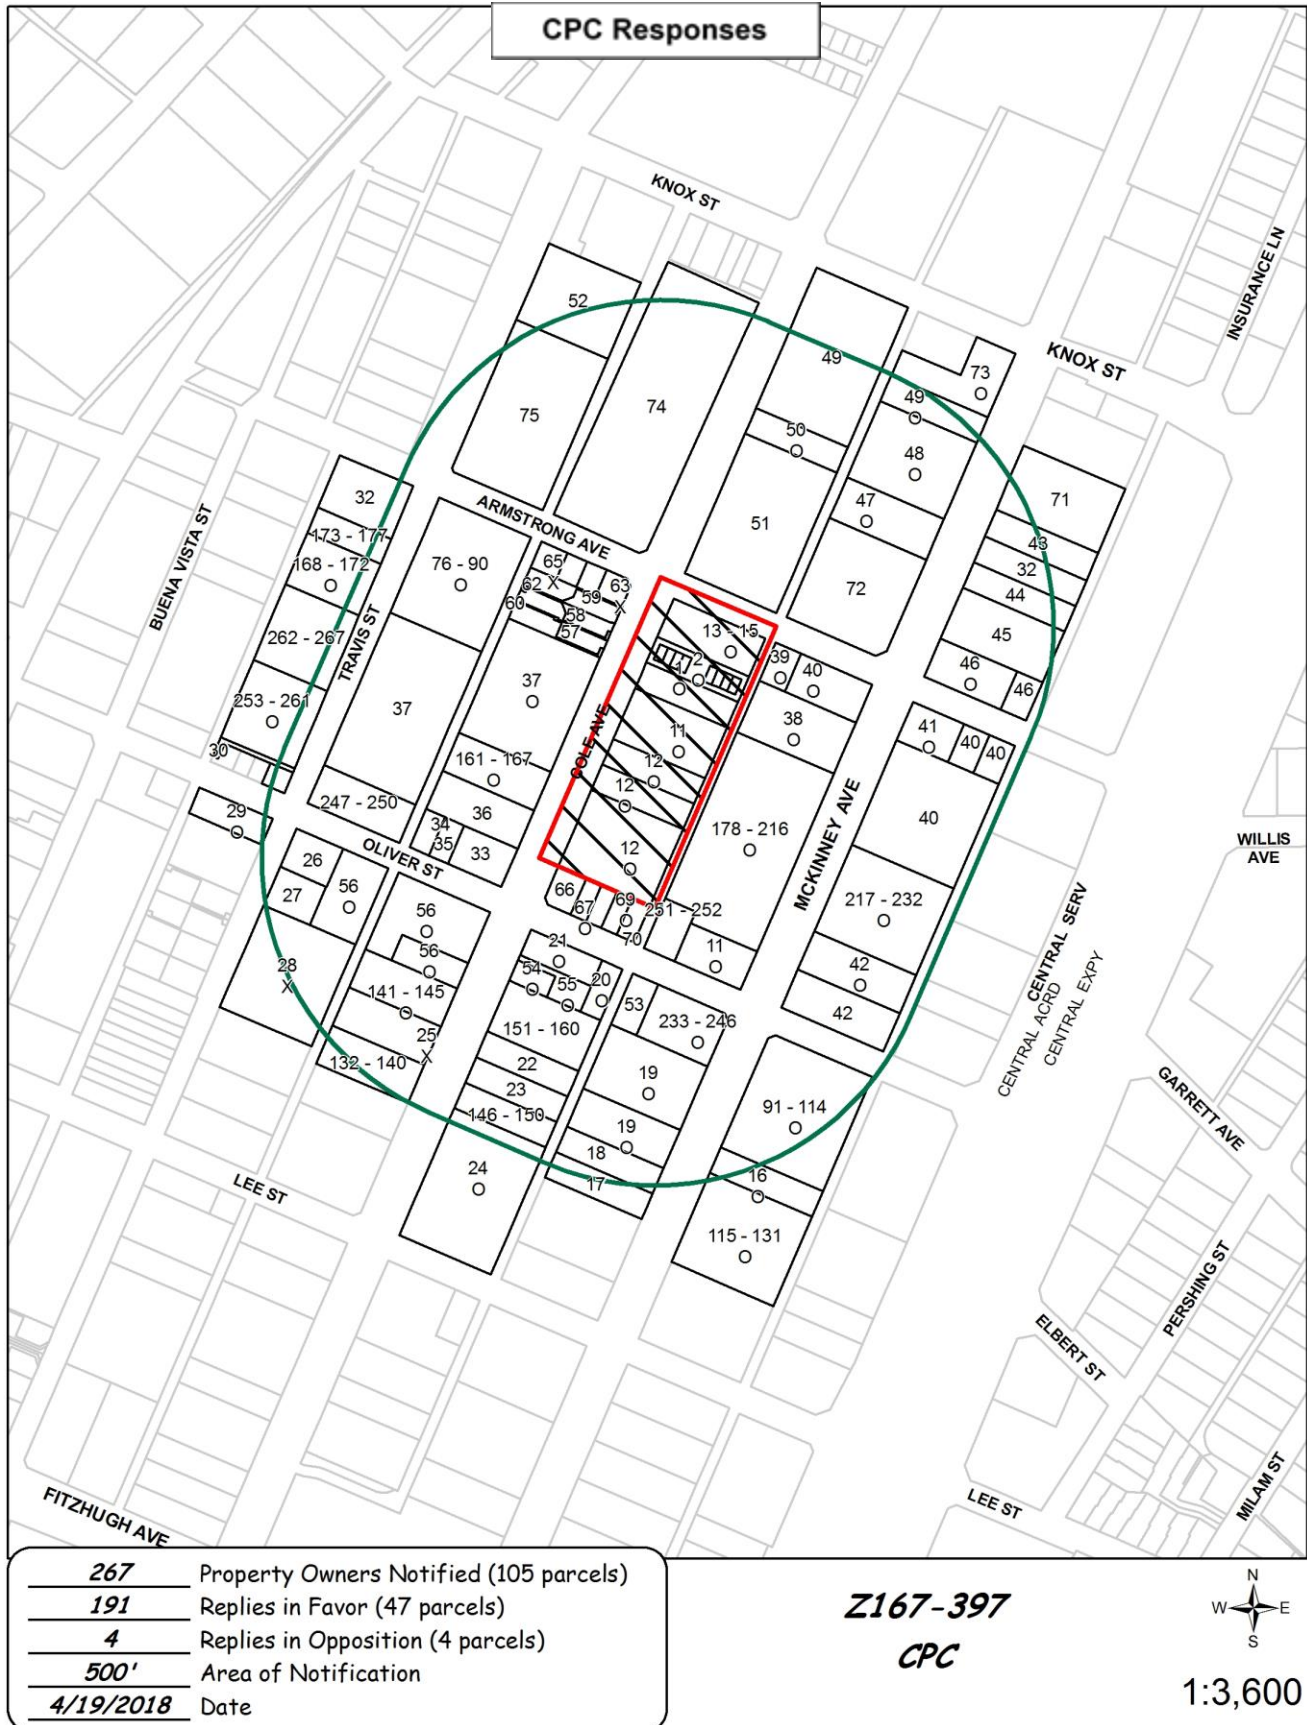 CPC Responses
KNOX ST
INSURANCE LN
52
49
KNOX ST
73
49
75
74
50
48
71
32
ARMSTRONG AVE
47
43
BUENA VISTA ST
173 - 177
51
32
168 - 172
76 - 90
65
62
63
59
72
44
60
58
57
262 - 267
TRAVIS ST
13 - 15
45
39
40
1
2
46
46
253 - 261
37
37
38
COLE AVE
11
41
40
40
30
161 - 167
12
12
247 - 250
36
29
34
35
33
OLIVER ST
178 - 216
40
MCKINNEY AVE
WILLIS
AVE
12
26
56
27
66
67
69
70
251 - 252
217 - 232
56
56
21
11
CENTRAL SERV
CENTRAL ACRD
CENTRAL EXPY
28
X
54
55
20
42
141 - 145
53
42
25
X
151 - 160
233 - 246
132 - 140
22
19
23
GARRETT AVE
146 - 150
91 - 114
19
18
24
17
16
LEE ST
115 - 131
PERSHING ST
ELBERT ST
MILAM ST
LEE ST
FITZHUGH AVE
267 Property Owners Notified (105 parcels)
191 Replies in Favor (47 parcels)
4 Replies in Opposition (4 parcels)
500' Area of Notification
4/19/2018 Date
Z167-397
CPC
N
W E
S
1:3,600